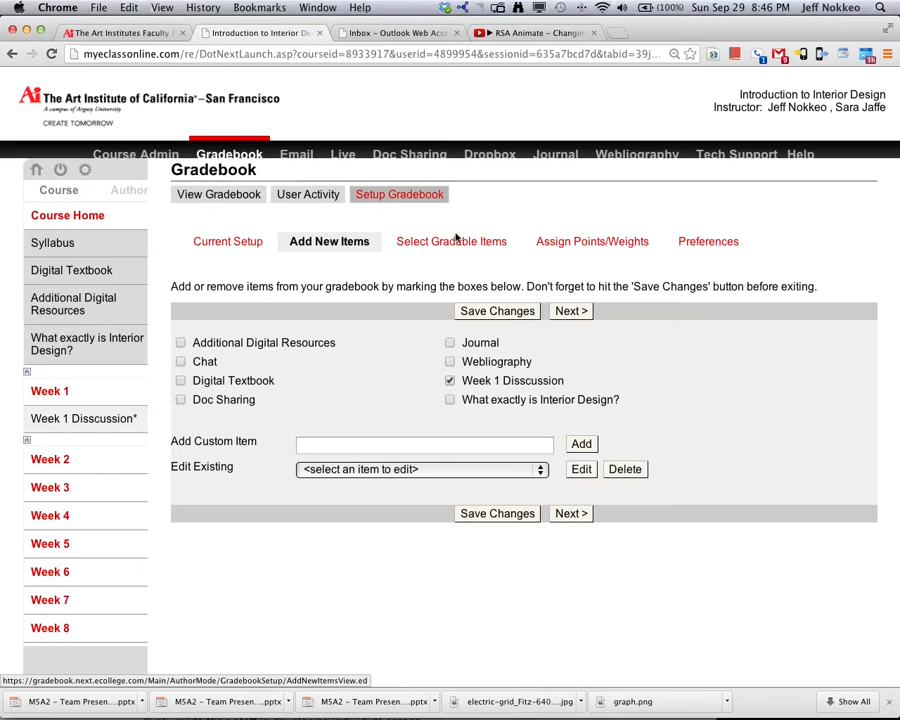 Chrome File Edit View History Bookmarks Window Help (100%) Sun Sep 29 8:46 PM Jeff Nokkeo
The Art Institutes Faculty Introduction to Interior De Inbox – Outlook Web Acce RSA Animate – Changin
myeclassonline.com/re/DotNextLaunch.asp?courseid=8933917&userid=4899954&sessionid=635a7bcd7d&tabid=39j...
Ai The Art Institute of California®–San Francisco
A campus of Argosy University
CREATE TOMORROW
Introduction to Interior Design
Instructor: Jeff Nokkeo , Sara Jaffe
Course Admin Gradebook Email Live Doc Sharing Dropbox Journal Webliography Tech Support Help
Course Author
Course Home
Syllabus
Digital Textbook
Additional Digital
Resources
What exactly is Interior
Design?
Week 1
Week 1 Disscussion*
Week 2
Week 3
Week 4
Week 5
Week 6
Week 7
Week 8
Gradebook
View Gradebook User Activity Setup Gradebook
Current Setup Add New Items Select Gradable Items Assign Points/Weights Preferences
Add or remove items from your gradebook by marking the boxes below. Don't forget to hit the 'Save Changes' button before exiting.
Save Changes Next >
Additional Digital Resources Journal
Chat Webliography
Digital Textbook Week 1 Disscussion
Doc Sharing What exactly is Interior Design?
Add Custom Item Add
Edit Existing <select an item to edit> Edit Delete
Save Changes Next >
https://gradebook.next.ecollege.com/Main/AuthorMode/GradebookSetup/AddNewItemsView.ed
M5A2 - Team Presen....pptx M5A2 - Team Presen....pptx M5A2 - Team Presen....pptx electric-grid_Fitz-640....jpg graph.png Show All